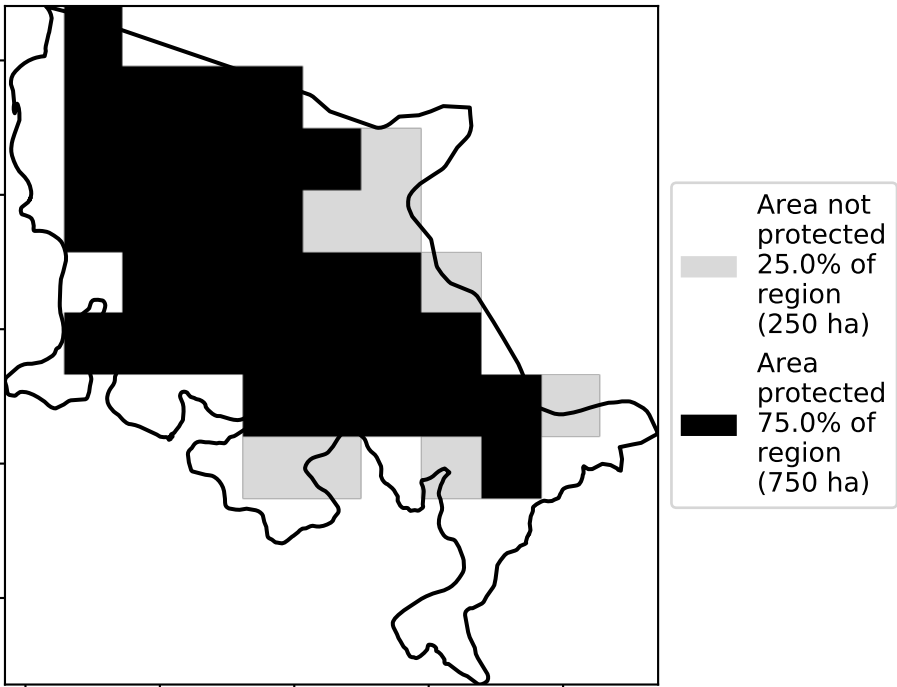 Area not
protected
25.0% of
region
(250 ha)
Area
protected
75.0% of
region
(750 ha)